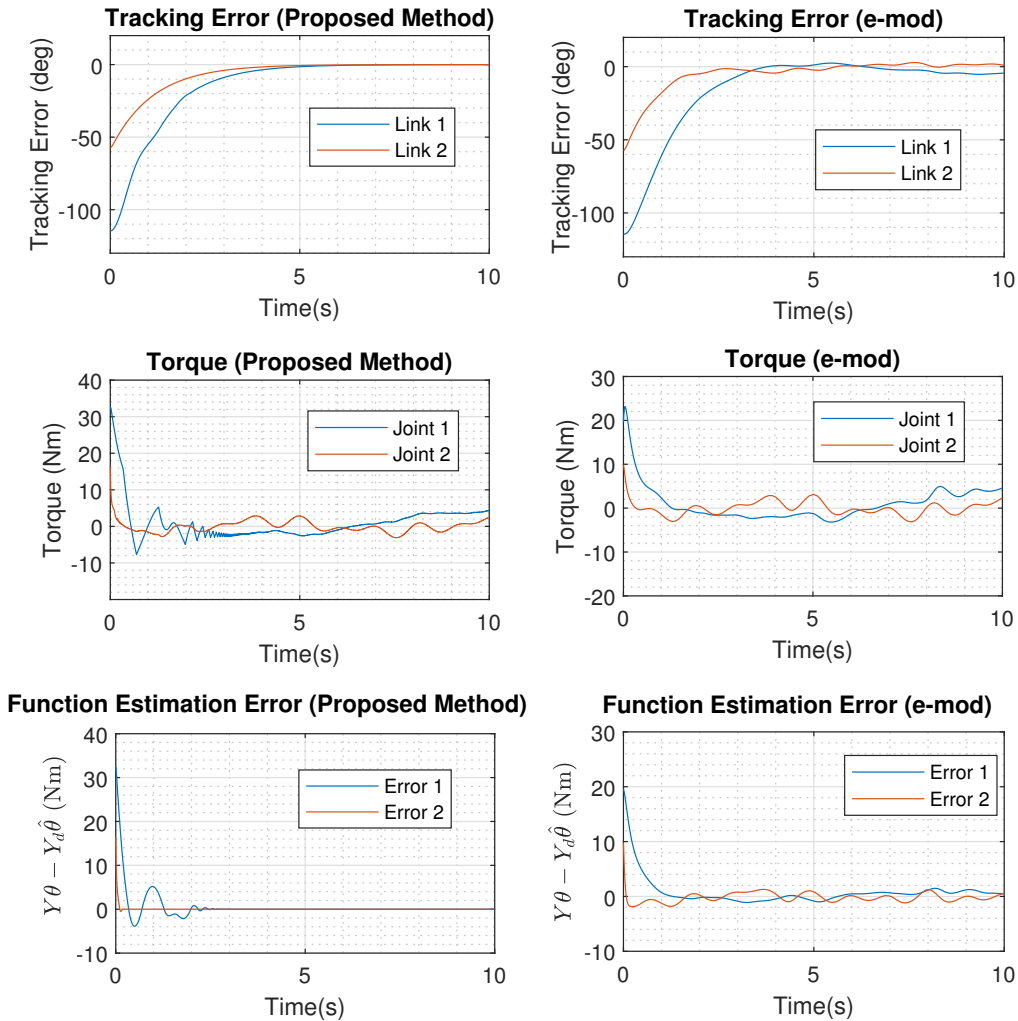 Tracking Error (Proposed Method)
Tracking Error (deg)
0
-50
-100
Link 1
Link 2
0
5
10
Time(s)
Tracking Error (e-mod)
Tracking Error (deg)
0
-50
-100
Link 1
Link 2
0
5
10
Time(s)
Torque (Proposed Method)
Torque (Nm)
40
30
20
10
0
-10
Joint 1
Joint 2
0
5
10
Time(s)
Torque (e-mod)
Torque (Nm)
30
20
10
0
-10
-20
Joint 1
Joint 2
0
5
10
Time(s)
Function Estimation Error (Proposed Method)
Yθ − Y_d θ̂ (Nm)
40
30
20
10
0
-10
Error 1
Error 2
0
5
10
Time(s)
Function Estimation Error (e-mod)
Yθ − Y_d θ̂ (Nm)
30
20
10
0
-10
Error 1
Error 2
0
5
10
Time(s)